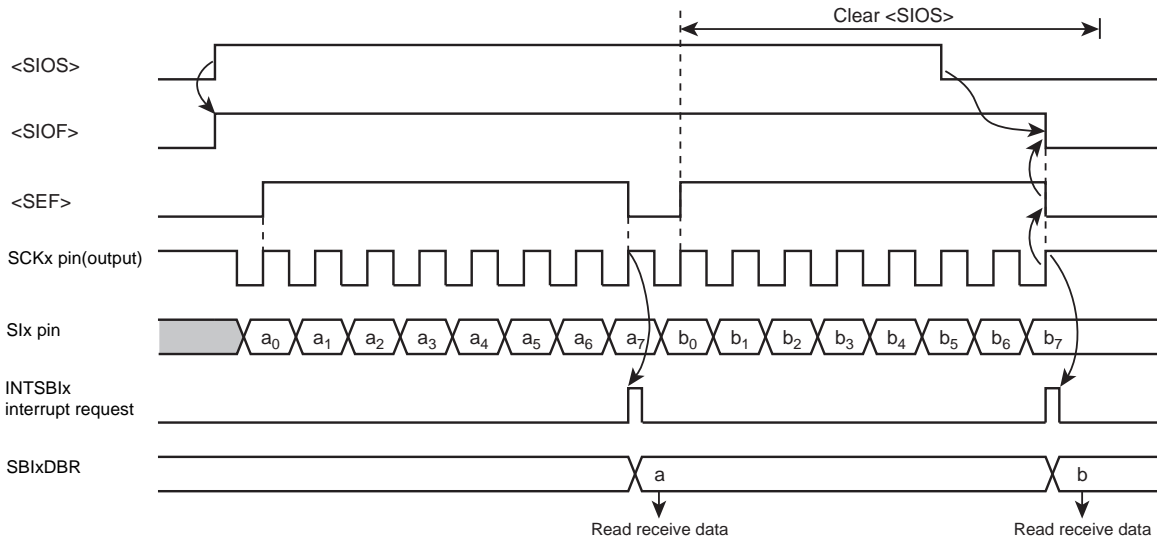 Clear <SIOS>
<SIOS>
<SIOF>
<SEF>
SCKx pin(output)
SIx pin
a0 a1 a2 a3 a4 a5 a6 a7 b0 b1 b2 b3 b4 b5 b6 b7
INTSBIx
interrupt request
SBIxDBR
a b
Read receive data Read receive data